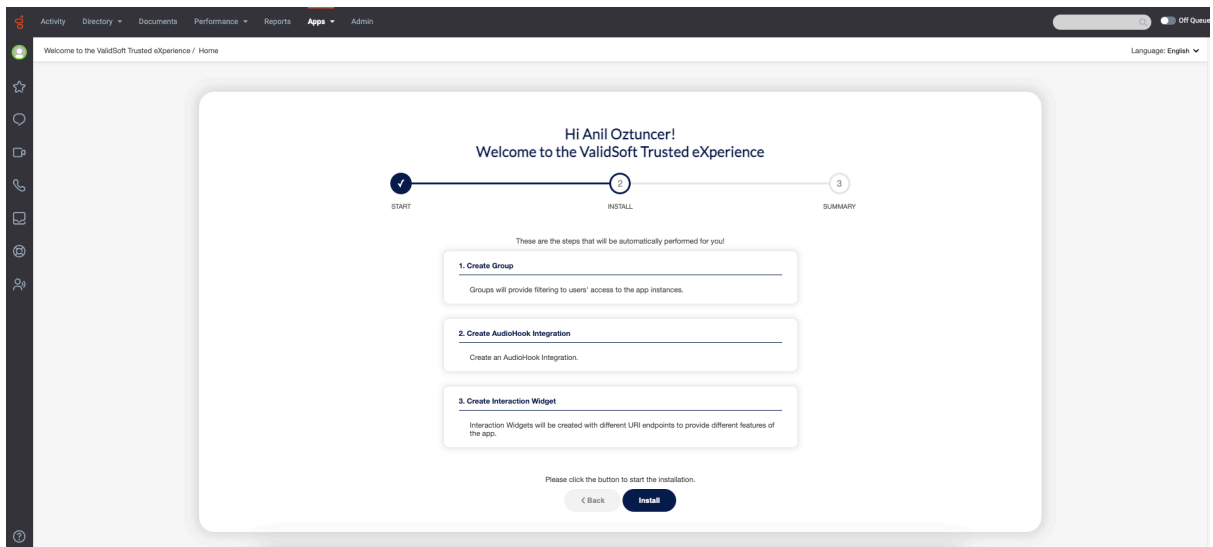 Activity Directory Documents Performance Reports Apps Admin Off Queue
Welcome to the ValidSoft Trusted eXperience / Home Language: English
Hi Anil Oztuncer!
Welcome to the ValidSoft Trusted eXperience
2 3
START INSTALL SUMMARY
These are the steps that will be automatically performed for you!
1. Create Group
Groups will provide filtering to users' access to the app instances.
2. Create AudioHook Integration
Create an AudioHook Integration.
3. Create Interaction Widget
Interaction Widgets will be created with different URI endpoints to provide different features of
the app.
Please click the button to start the installation.
< Back Install